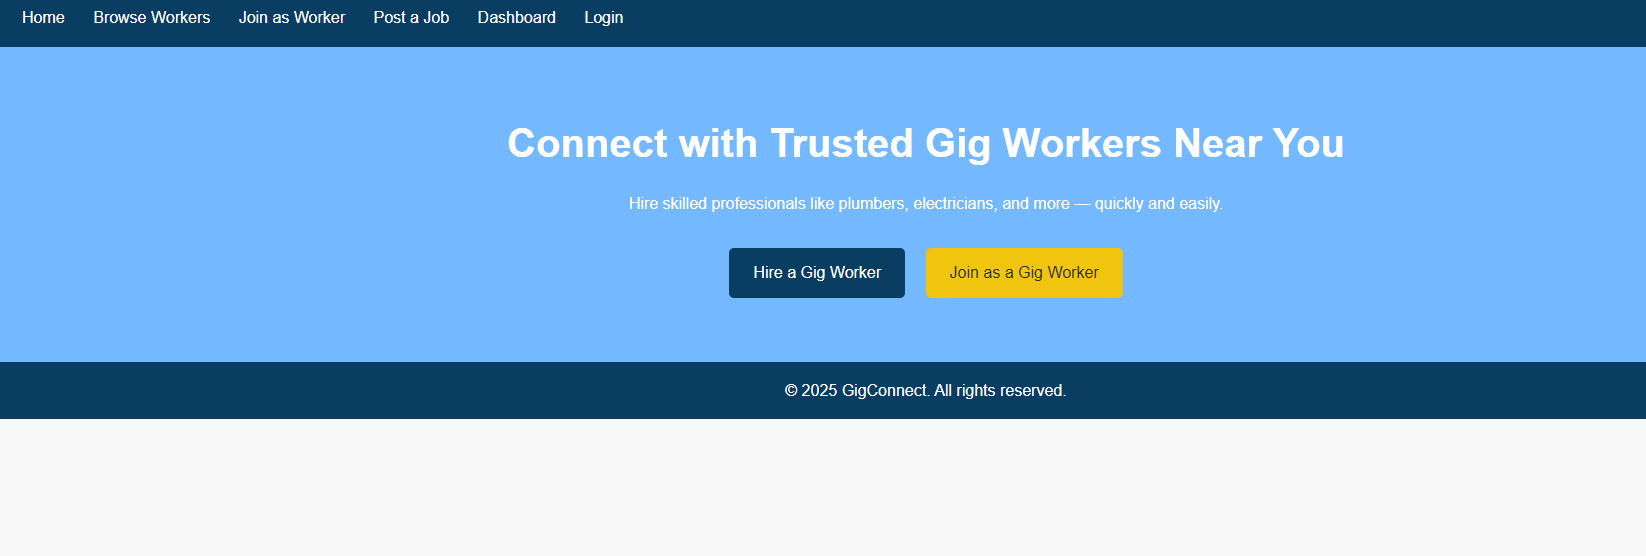 Home Browse Workers Join as Worker Post a Job Dashboard Login
Connect with Trusted Gig Workers Near You
Hire skilled professionals like plumbers, electricians, and more — quickly and easily.
Hire a Gig Worker Join as a Gig Worker
© 2025 GigConnect. All rights reserved.